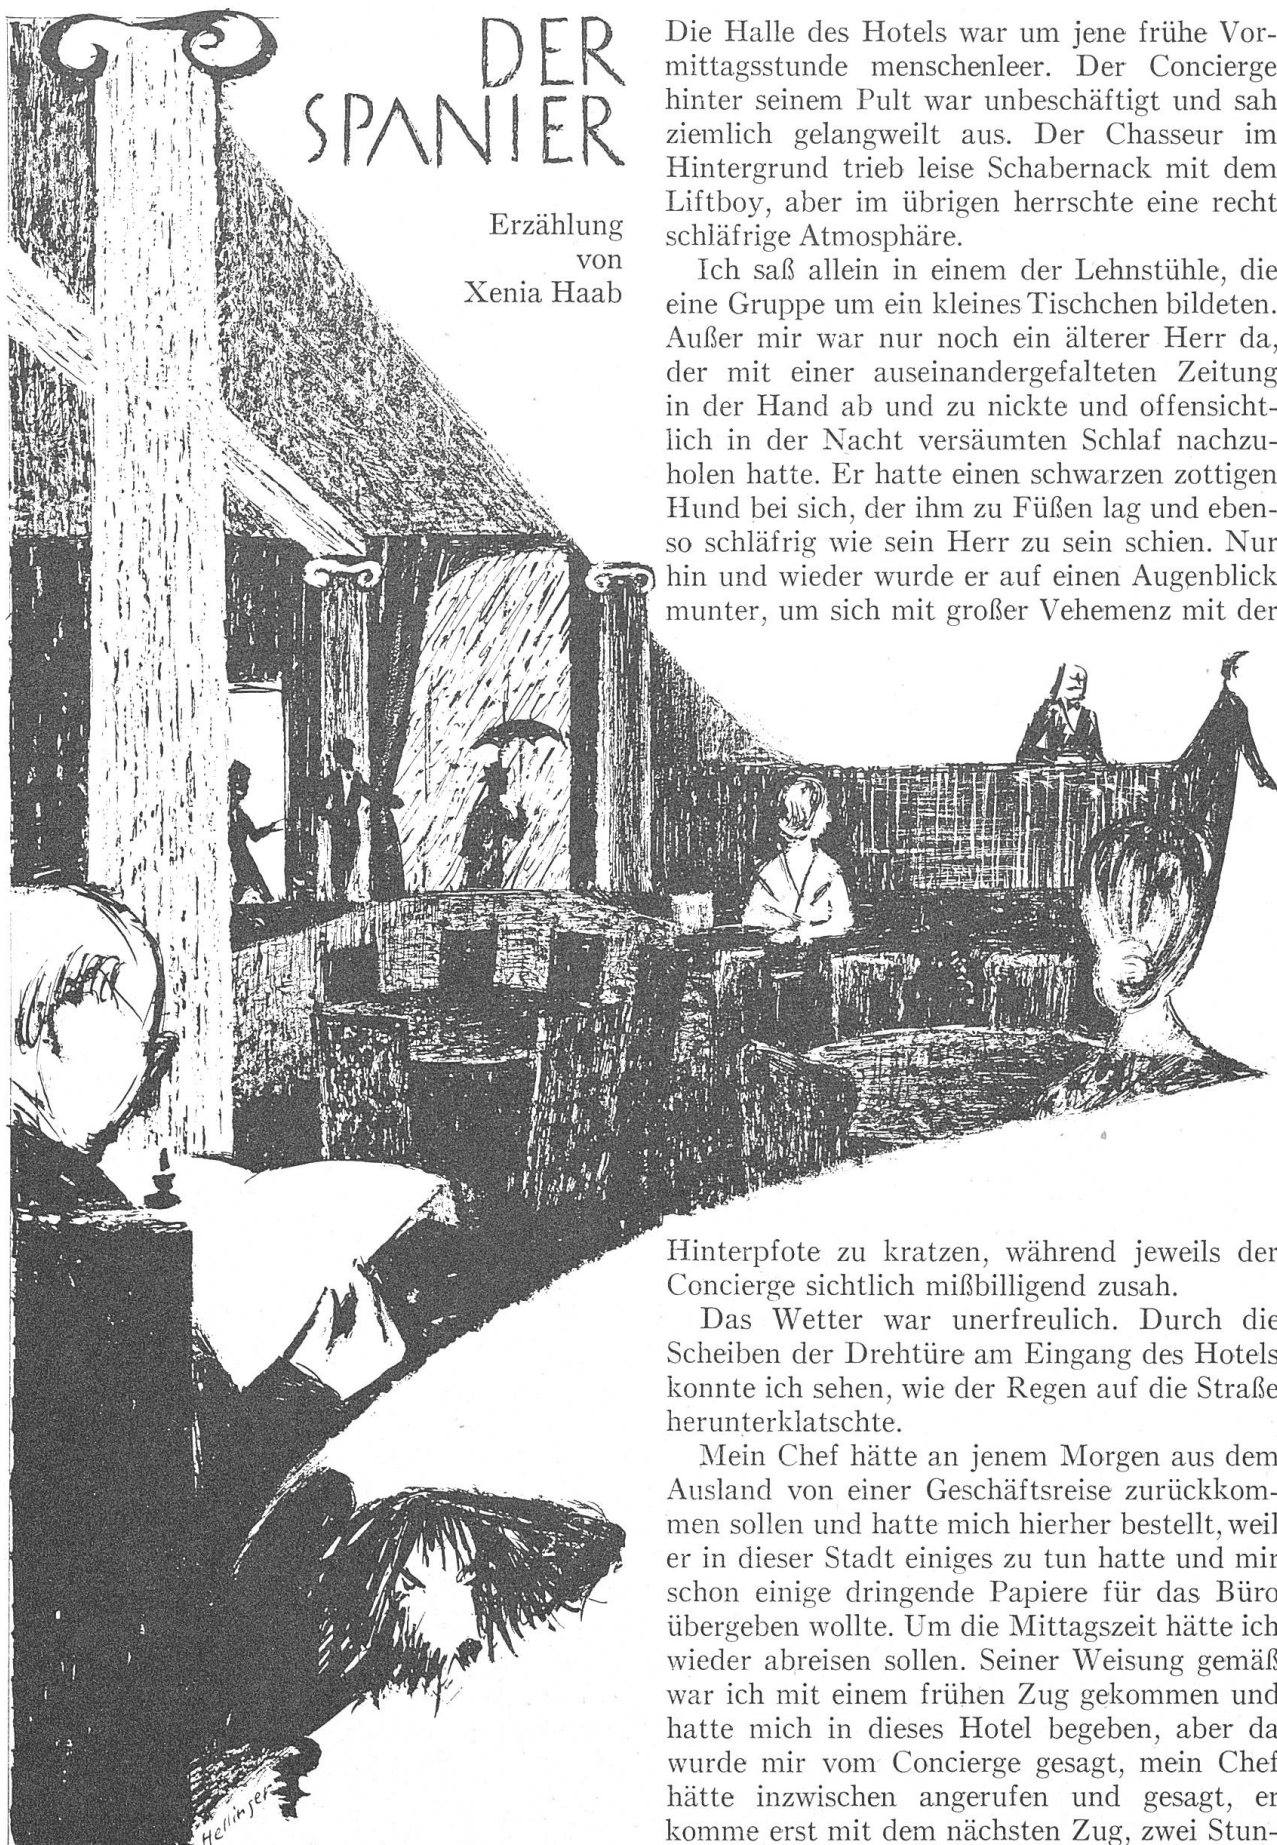 DER
SPANIER
Erzählung
von
Xenia Haab
Die Halle des Hotels war um jene frühe Vor-
mittagsstunde menschenleer. Der Concierge
hinter seinem Pult war unbeschäftigt und sah
ziemlich gelangweilt aus. Der Chasseur im
Hintergrund trieb leise Schabernack mit dem
Liftboy, aber im übrigen herrschte eine recht
schläfrige Atmosphäre.
Ich saß allein in einem der Lehnstühle, die
eine Gruppe um ein kleines Tischchen bildeten.
Außer mir war nur noch ein älterer Herr da,
der mit einer auseinandergefalteten Zeitung
in der Hand ab und zu nickte und offensicht-
lich in der Nacht versäumten Schlaf nachzu-
holen hatte. Er hatte einen schwarzen zottigen
Hund bei sich, der ihm zu Füßen lag und eben-
so schläfrig wie sein Herr zu sein schien. Nur
hin und wieder wurde er auf einen Augenblick
munter, um sich mit großer Vehemenz mit der
Hinterpfote zu kratzen, während jeweils der
Concierge sichtlich mißbilligend zusah.
Das Wetter war unerfreulich. Durch die
Scheiben der Drehtüre am Eingang des Hotels
konnte ich sehen, wie der Regen auf die Straße
herunterklatschte.
Mein Chef hätte an jenem Morgen aus dem
Ausland von einer Geschäftsreise zurückkom-
men sollen und hatte mich hierher bestellt, weil
er in dieser Stadt einiges zu tun hatte und mir
schon einige dringende Papiere für das Büro
übergeben wollte. Um die Mittagszeit hätte ich
wieder abreisen sollen. Seiner Weisung gemäß
war ich mit einem frühen Zug gekommen und
hatte mich in dieses Hotel begeben, aber da
wurde mir vom Concierge gesagt, mein Chef
hätte inzwischen angerufen und gesagt, er
komme erst mit dem nächsten Zug, zwei Stun-
Hellinger